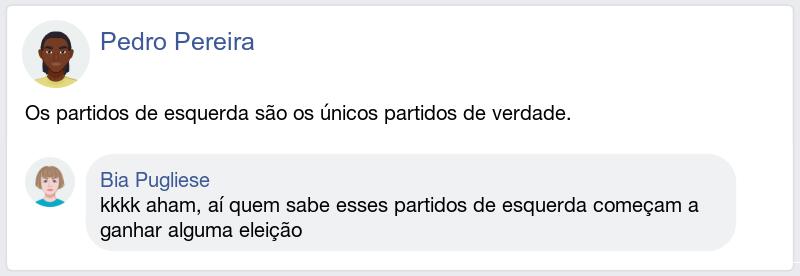 Pedro Pereira
Os partidos de esquerda são os únicos partidos de verdade.
Bia Pugliese
kkkk aham, aí quem sabe esses partidos de esquerda começam a
ganhar alguma eleição